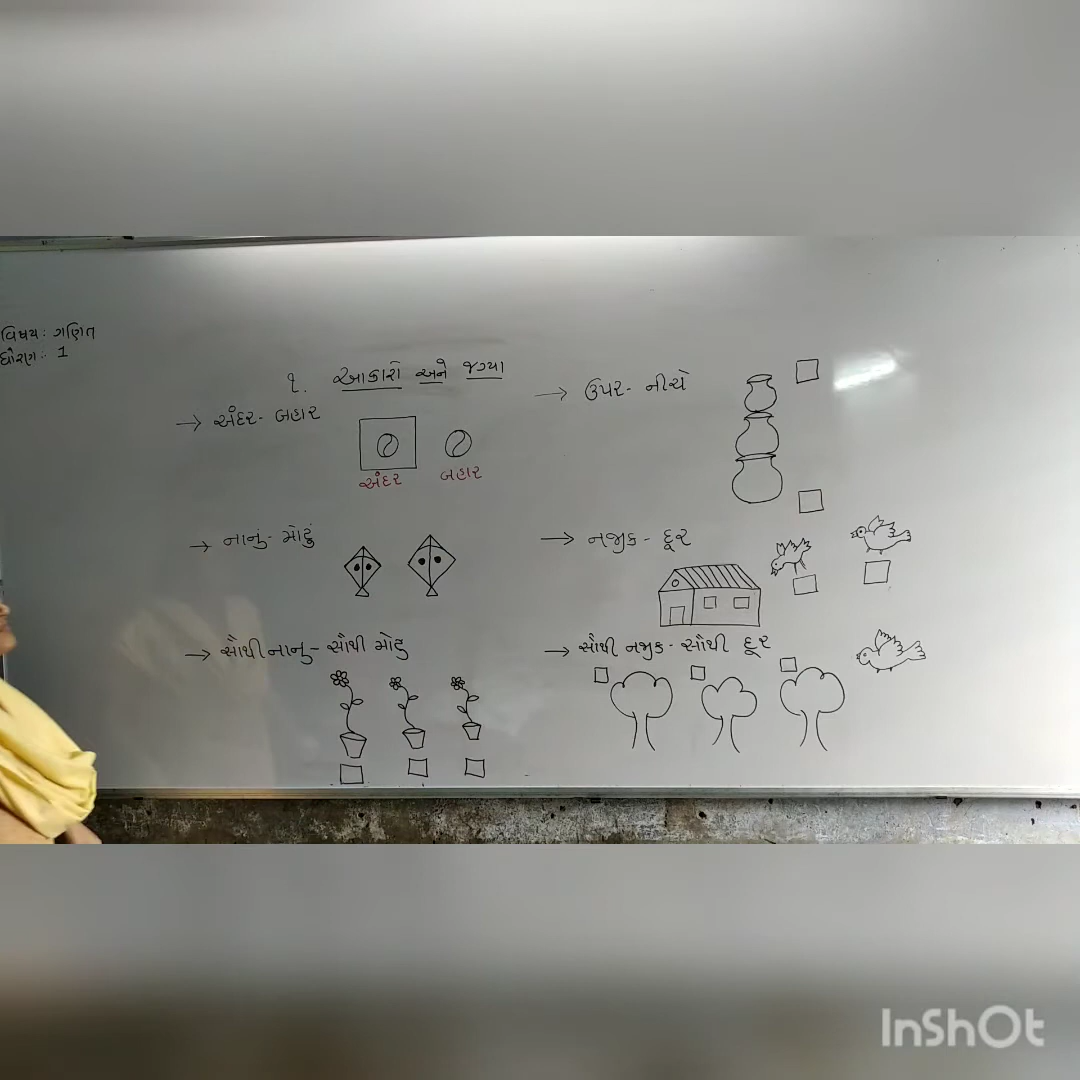 વિષય: ગણિત
ધોરણ: 1
૧. આકારો અને જગ્યા
→ અંદર - બહાર
અંદર બહાર
→ નાનું - મોટું
→ સૌથી નાનુ - સૌથી મોટુ
→ ઉપર - નીચે
→ નજીક - દૂર
→ સૌથી નજીક - સૌથી દૂર
InShOt